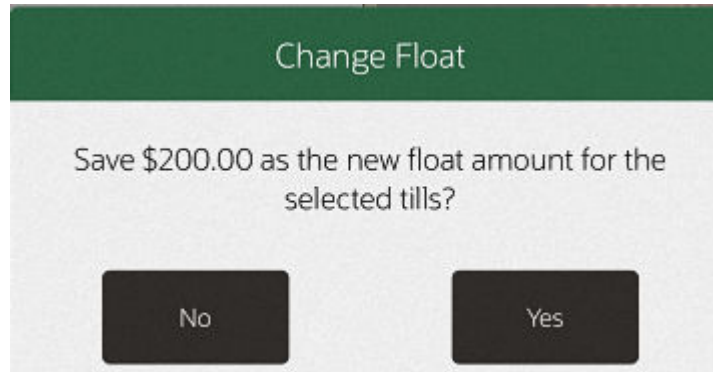 Change Float
Save $200.00 as the new float amount for the
selected tills?
No
Yes